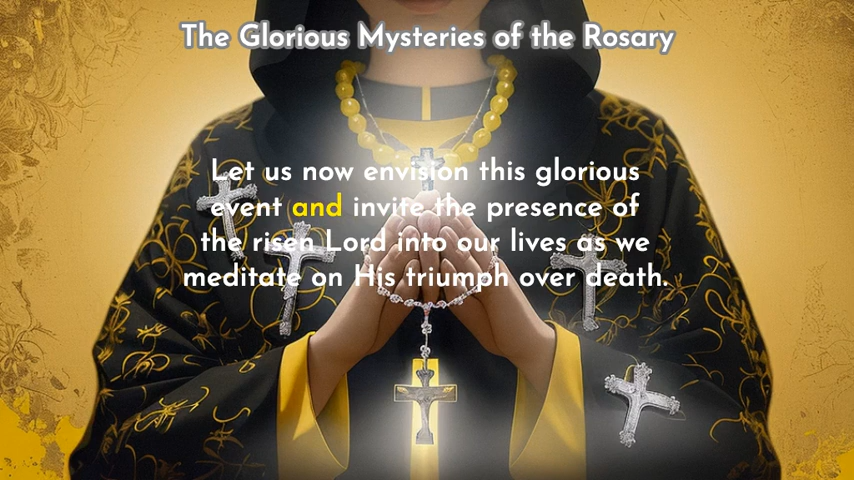 The Glorious Mysteries of the Rosary
Let us now envision this glorious
event and invite the presence of
the risen Lord into our lives as we
meditate on His triumph over death.